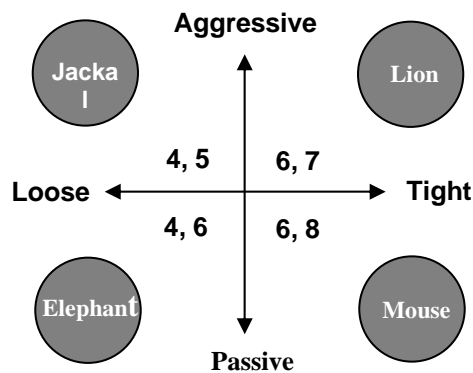 Aggressive
Jacka
l
Lion
4, 5
6, 7
Loose
Tight
4, 6
6, 8
Elephant
Mouse
Passive